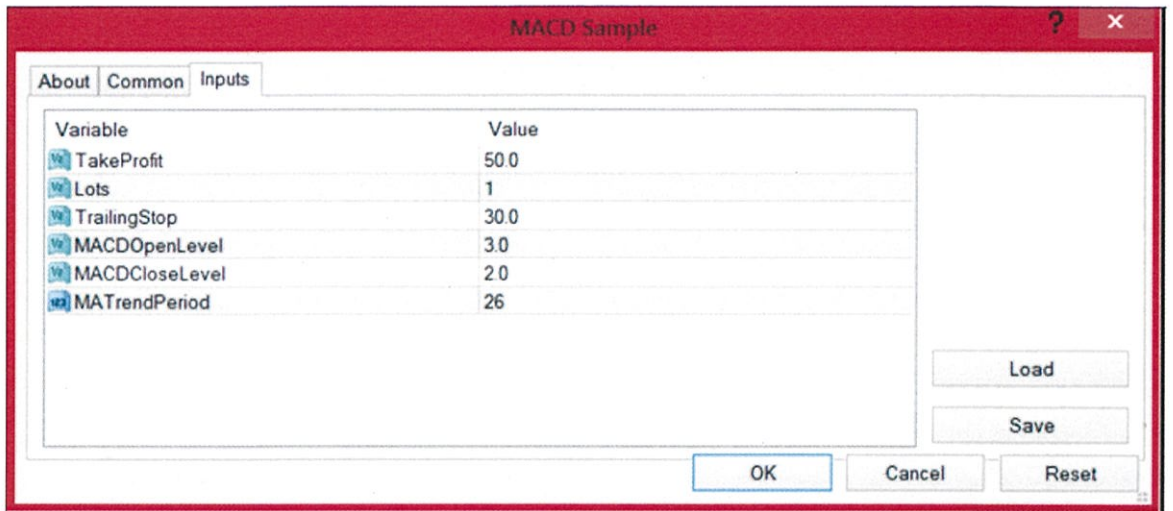 MACD Sample
? ×
About Common Inputs
Variable Value
TakeProfit 50.0
Lots 1
TrailingStop 30.0
MACDOpenLevel 3.0
MACDCloseLevel 2.0
MATrendPeriod 26
Load
Save
OK Cancel Reset